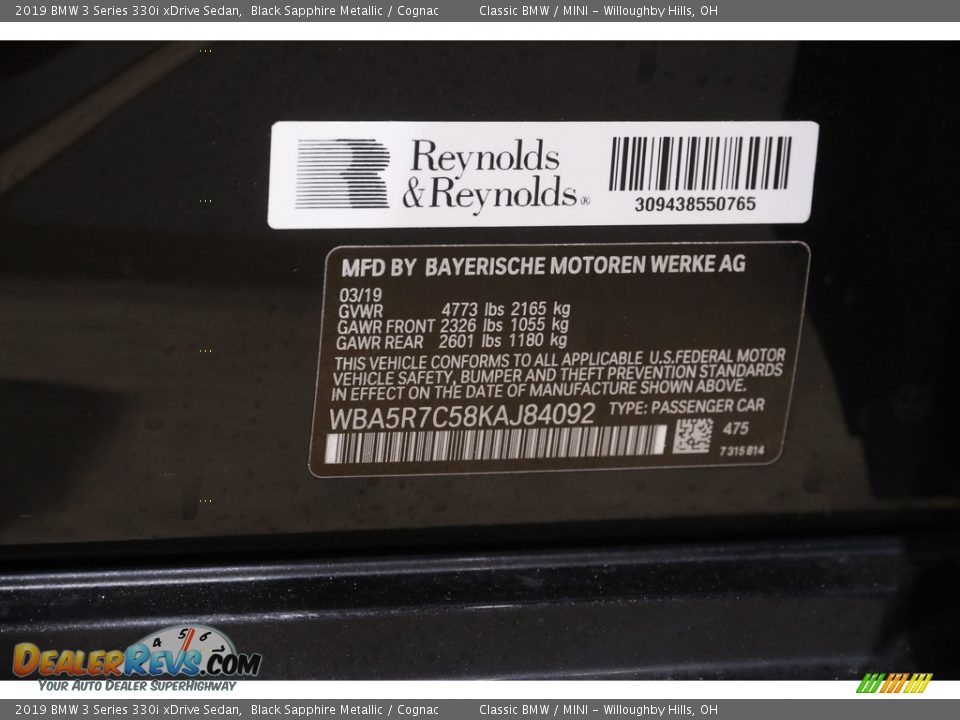 2019 BMW 3 Series 330i xDrive Sedan, Black Sapphire Metallic / Cognac Classic BMW / MINI - Willoughby Hills, OH
Reynolds
& Reynolds®
309438550765
MFD BY BAYERISCHE MOTOREN WERKE AG
03/19
GVWR 4773 lbs 2165 kg
GAWR FRONT 2326 lbs 1055 kg
GAWR REAR 2601 lbs 1180 kg
THIS VEHICLE CONFORMS TO ALL APPLICABLE U.S.FEDERAL MOTOR
VEHICLE SAFETY, BUMPER AND THEFT PREVENTION STANDARDS
IN EFFECT ON THE DATE OF MANUFACTURE SHOWN ABOVE.
WBA5R7C58KAJ84092 TYPE: PASSENGER CAR
475
7315814
4 5 6
DEALERREVS.COM
YOUR AUTO DEALER SUPERHIGHWAY
2019 BMW 3 Series 330i xDrive Sedan, Black Sapphire Metallic / Cognac Classic BMW / MINI - Willoughby Hills, OH